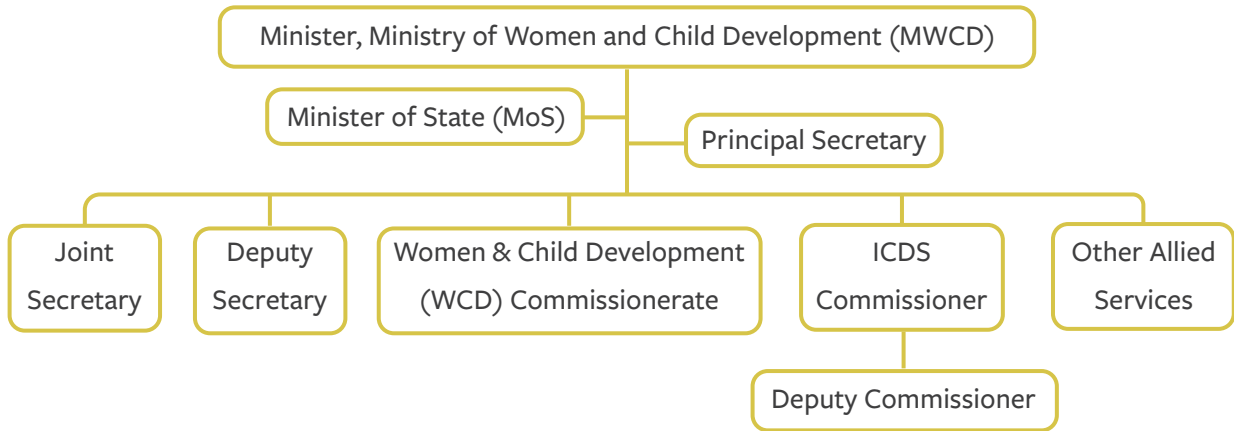 Minister, Ministry of Women and Child Development (MWCD)
Minister of State (MoS)
Principal Secretary
Joint
Secretary
Deputy
Secretary
Women & Child Development
(WCD) Commissionerate
ICDS
Commissioner
Other Allied
Services
Deputy Commissioner